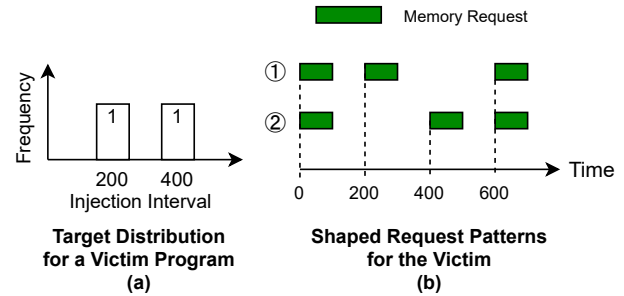 Memory Request
Frequency
1 1
200 400
Injection Interval
Target Distribution
for a Victim Program
(a)
①
②
Time
0 200 400 600
Shaped Request Patterns
for the Victim
(b)